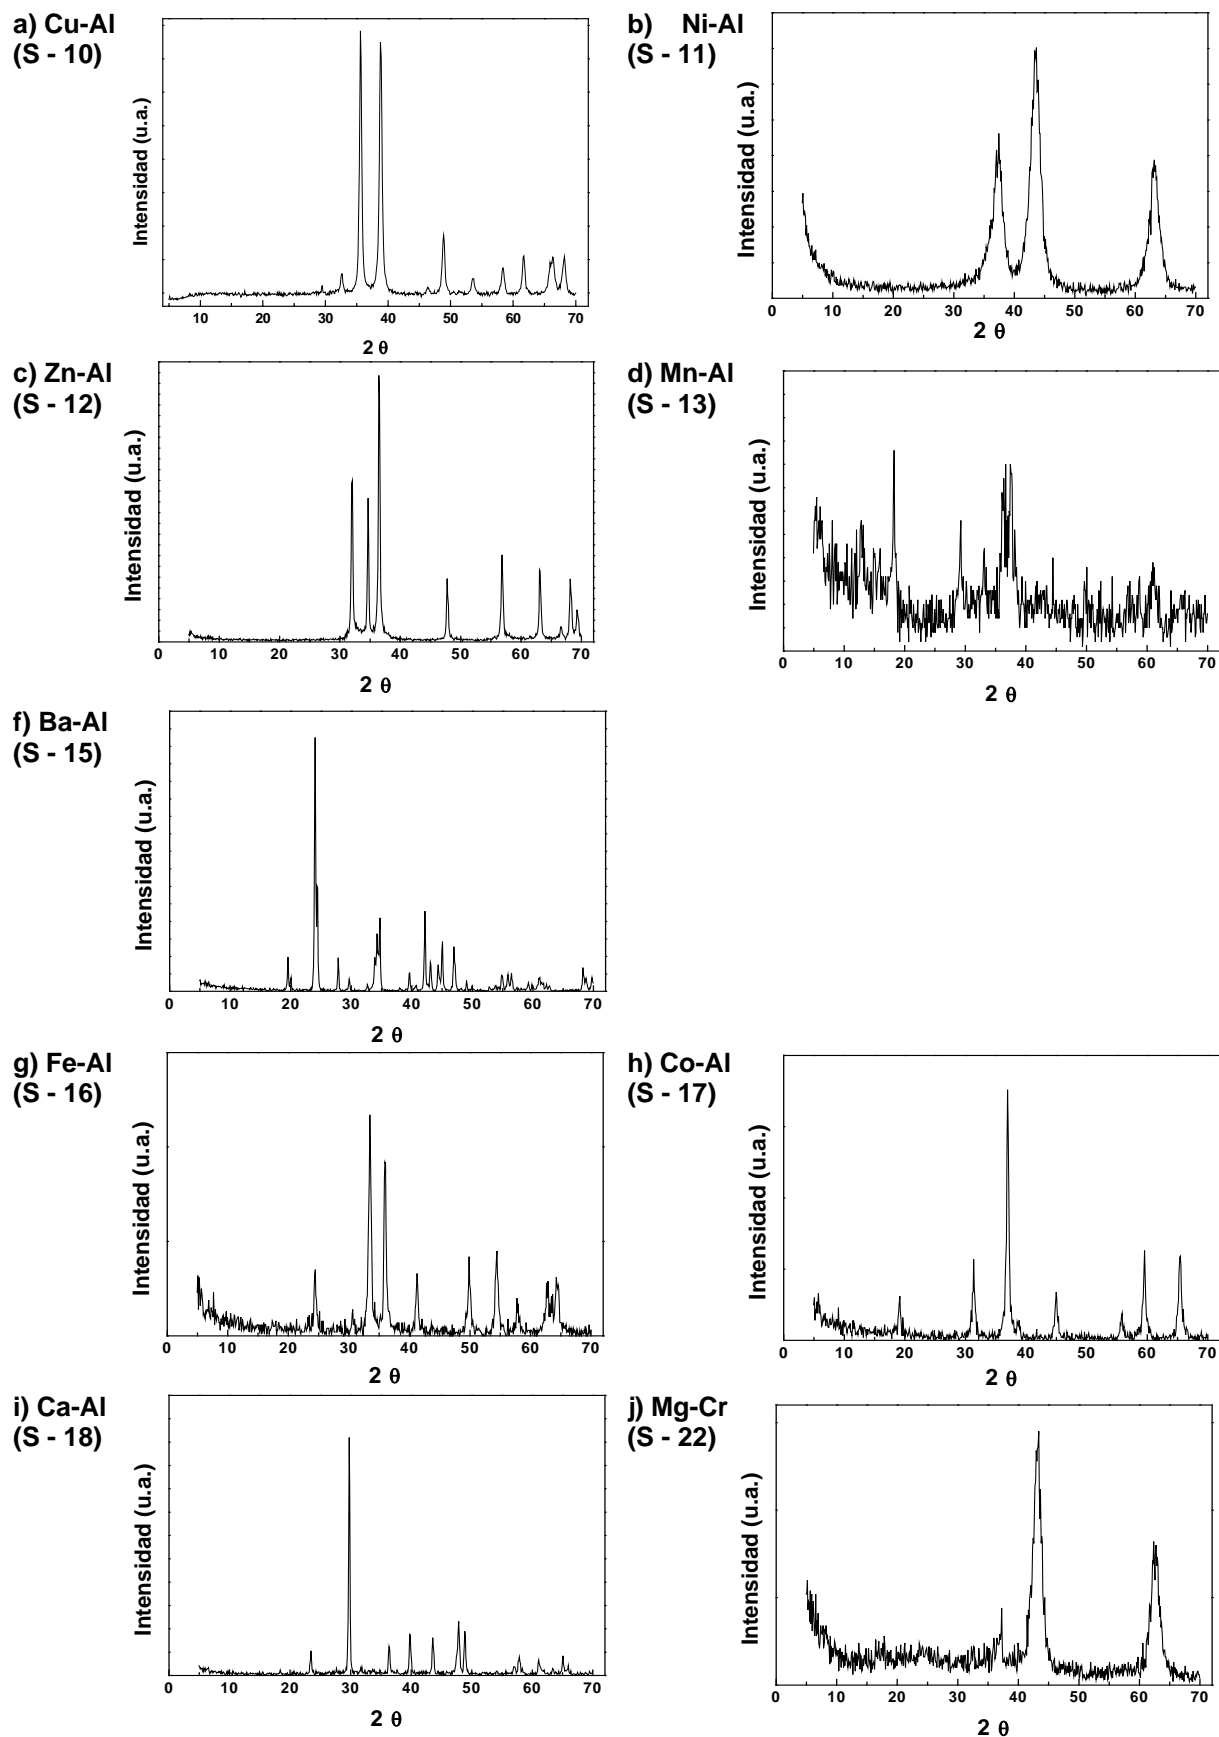 a) Cu-Al
(S - 10)
Intensidad (u.a.)
10 20 30 40 50 60 70
2 θ
b) Ni-Al
(S - 11)
Intensidad (u.a.)
0 10 20 30 40 50 60 70
2 θ
c) Zn-Al
(S - 12)
Intensidad (u.a.)
0 10 20 30 40 50 60 70
2 θ
d) Mn-Al
(S - 13)
Intensidad (u.a.)
0 10 20 30 40 50 60 70
2 θ
f) Ba-Al
(S - 15)
Intensidad (u.a.)
0 10 20 30 40 50 60 70
2 θ
g) Fe-Al
(S - 16)
Intensidad (u.a.)
0 10 20 30 40 50 60 70
2 θ
h) Co-Al
(S - 17)
Intensidad (u.a.)
0 10 20 30 40 50 60 70
2 θ
i) Ca-Al
(S - 18)
Intensidad (u.a.)
0 10 20 30 40 50 60 70
2 θ
j) Mg-Cr
(S - 22)
Intensidad (u.a.)
0 10 20 30 40 50 60 70
2 θ